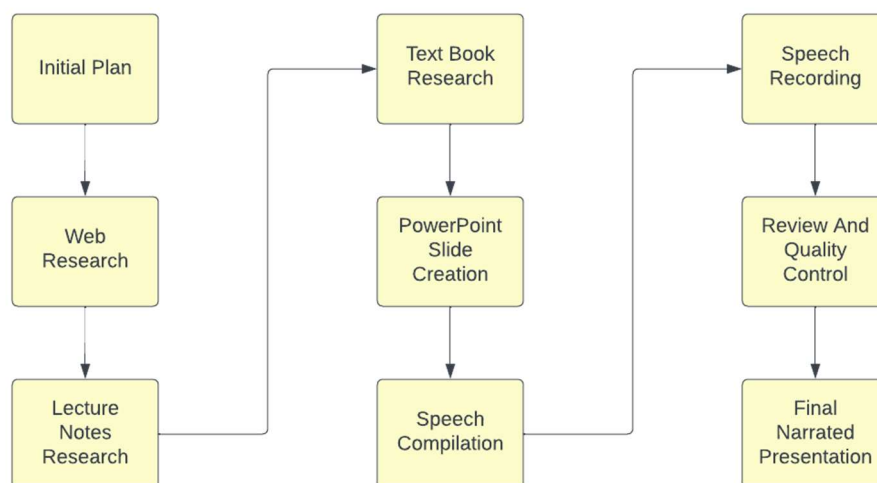 Initial Plan
Web
Research
Lecture
Notes
Research
Text Book
Research
PowerPoint
Slide
Creation
Speech
Compilation
Speech
Recording
Review And
Quality
Control
Final
Narrated
Presentation